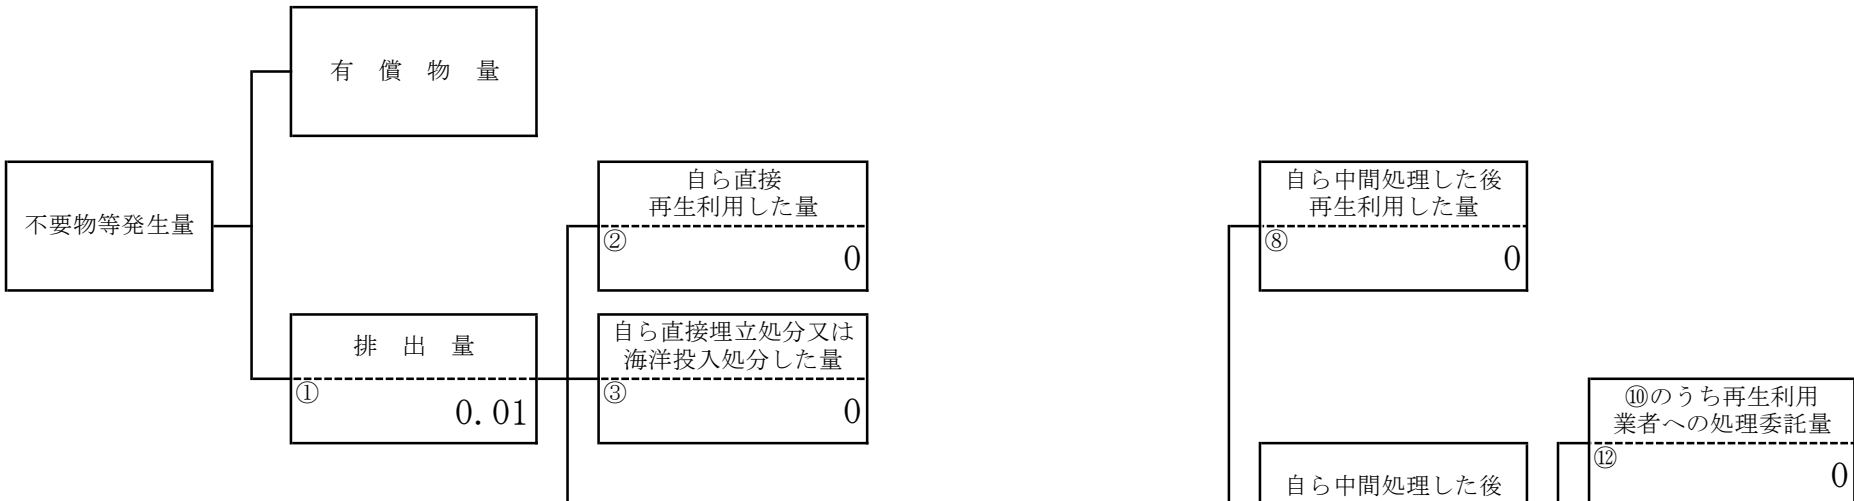 有 償 物 量
不要物等発生量
自ら直接
再生利用した量
②
0
自ら中間処理した後
再生利用した量
⑧
0
排 出 量
①
0.01
自ら直接埋立処分又は
海洋投入処分した量
③
0
⑩のうち再生利用
業者への処理委託量
⑫
0
自ら中間処理した後